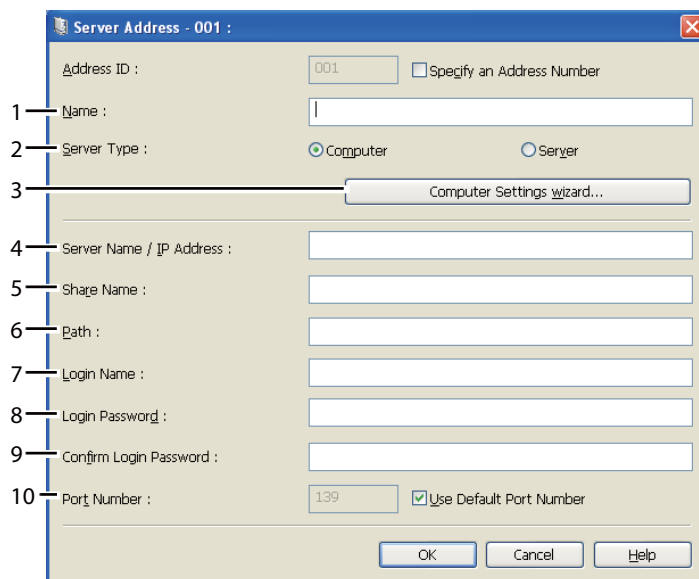 Server Address - 001 :
Address ID : 001 Specify an Address Number
1 Name :
2 Server Type : Computer Server
3 Computer Settings wizard...
4 Server Name / IP Address :
5 Share Name :
6 Path :
7 Login Name :
8 Login Password :
9 Confirm Login Password :
10 Port Number : 139 Use Default Port Number
OK Cancel Help